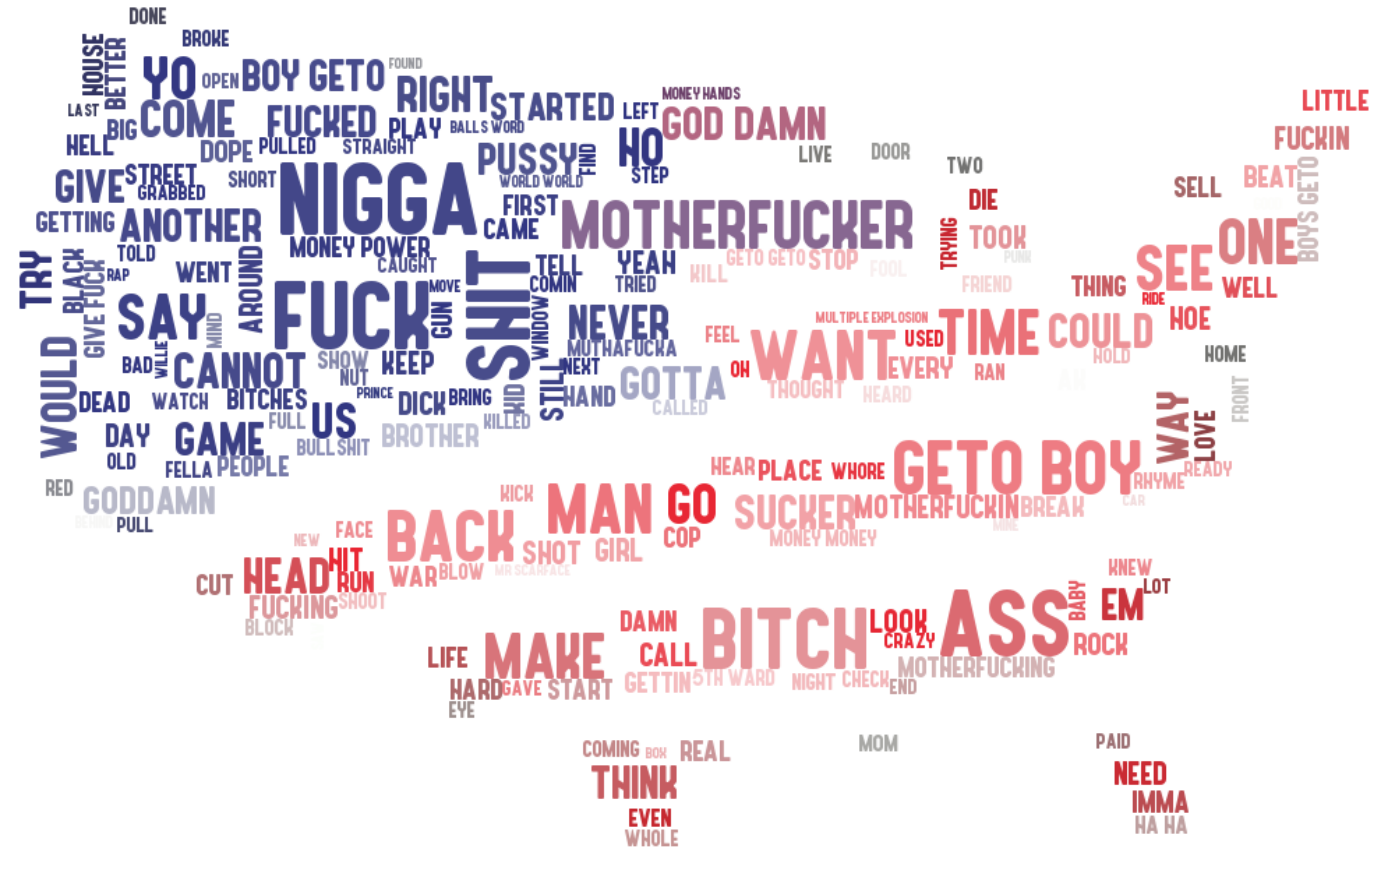 DONE
BROKE
HOUSE
BETTER
YO
OPEN
BOY GETO
FOUND
RIGHT
STARTED
LEFT
MONEY HANDS
GOD DAMN
LITTLE
FUCKIN
LAST
BIG
COME
FUCKED
PLAY
BALLS WORD
HELL
DOPE
PULLED
STRAIGHT
PUSSY
FIND
HO
STEP
LIVE
DOOR
TWO
GIVE
STREET
GRABBED
SHORT
NIGGA
WORLD WORLD
FIRST
CAME
MOTHERFUCKER
DIE
SELL
BEAT
BOYS GETO
GETTING
ANOTHER
MONEY POWER
TRYING
TOOK
PUNK
ONE
TRY
BLACK
TOLD
RAP
WENT
AROUND
CAUGHT
MOVE
SHIT
TELL
COMIN
YEAH
TRIED
KILL
GETO GETO
STOP
FOOL
FRIEND
THING
SEE
RIDE
WELL
GIVE FUCK
SAY
MIND
FUCK
GUN
WINDOW
NEVER
MUTHAFUCKA
FEEL
MULTIPLE EXPLOSION
WANT
USED
TIME
COULD
HOE
HOLD
HOME
WOULD
BAD
WILLIE
CANNOT
SHOW
NUT
KEEP
NEXT
STILL
HAND
GOTTA
CALLED
OH
THOUGHT
EVERY
HEARD
RAN
FRONT
DEAD
WATCH
BITCHES
FULL
US
PRINCE
DICK
BRING
KID
KILLED
WAY
LOVE
DAY
OLD
GAME
BULL SHIT
BROTHER
FELLA
PEOPLE
HEAR
PLACE
WHORE
GETO BOY
RHYME
READY
RED
GODDAMN
BEHIND
PULL
KICK
MAN
GO
SUCKER
MOTHERFUCKIN
BREAK
CAR
MINE
NEW
FACE
BACK
SHOT
GIRL
COP
MONEY MONEY
CUT
HEAD
HIT
RUN
WAR
BLOW
MR SCARFACE
KNEW
LOT
FUCKING
SHOOT
BLOCK
DAMN
BITCH
LOOK
CRAZY
ASS
BABY
EM
ROCK
LIFE
MAKE
CALL
MOTHERFUCKING
HARD
GAVE
START
GETTIN
5TH WARD
NIGHT
CHECK
END
EYE
COMING
BOX
REAL
MOM
PAID
THINK
NEED
EVEN
IMMA
WHOLE
HA HA